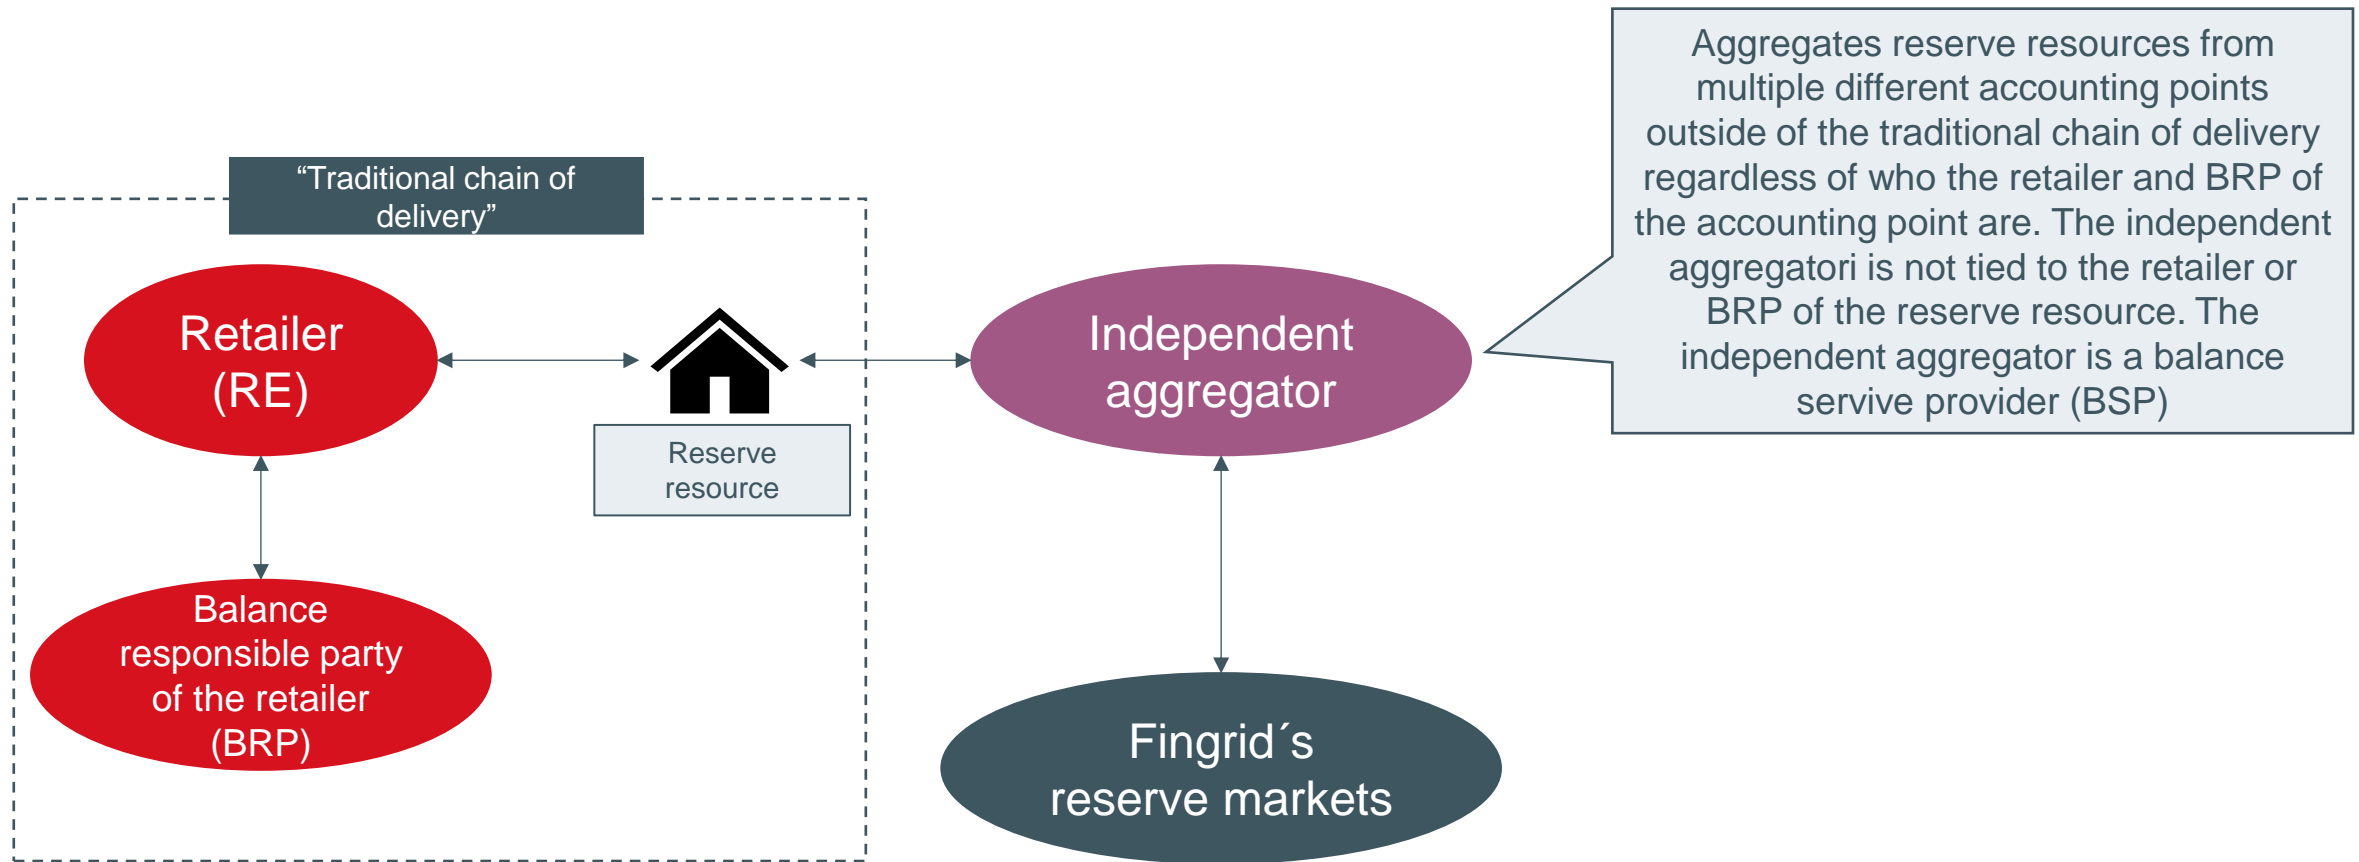 Aggregates reserve resources from
multiple different accounting points
outside of the traditional chain of delivery
regardless of who the retailer and BRP of
the accounting point are. The independent
aggregatori is not tied to the retailer or
BRP of the reserve resource. The
independent aggregator is a balance
servive provider (BSP)
“Traditional chain of
delivery”
Retailer
(RE)
Reserve
resource
Independent
aggregator
Balance
responsible party
of the retailer
(BRP)
Fingrid´s
reserve markets